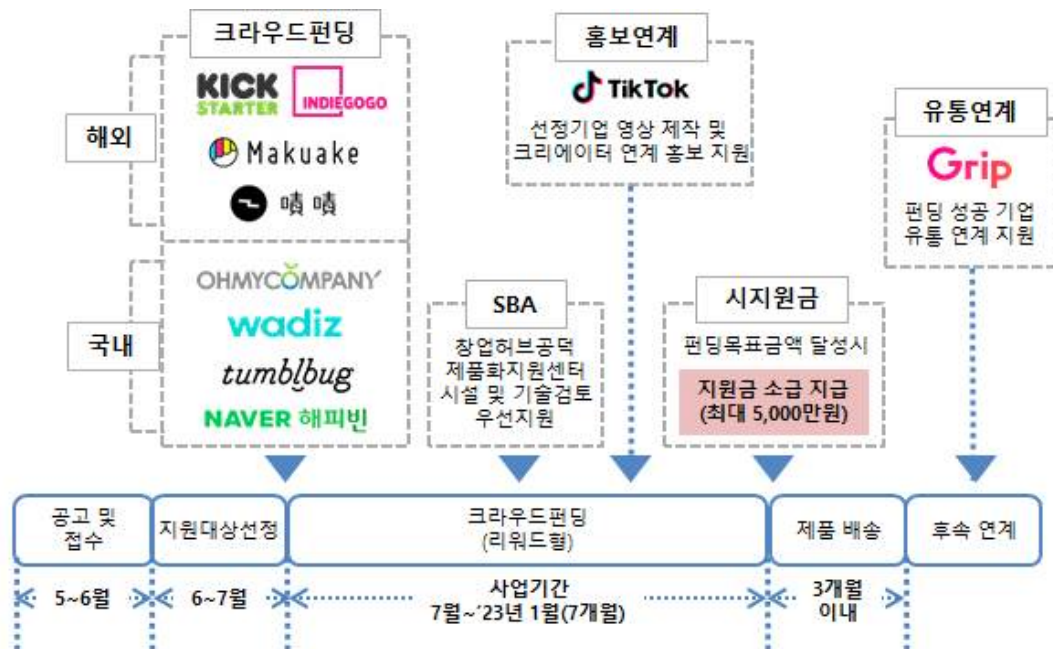 크라우드펀딩
KICK
STARTER
INDIEGOGO
해외
Makuake
嘖嘖
OHMYCOMPANY
wadiz
국내
tumblbug
NAVER 해피빈
홍보연계
TikTok
선정기업 영상 제작 및
크리에이터 연계 홍보 지원
유통연계
Grip
펀딩 성공 기업
유통 연계 지원
SBA
창업허브공덕
제품화지원센터
시설 및 기술검토
우선지원
시지원금
펀딩목표금액 달성시
지원금 소급 지급
(최대 5,000만원)
공고 및
접수
지원대상선정
크라우드펀딩
(리워드형)
제품 배송
후속 연계
5~6월
6~7월
사업기간
7월~'23년 1월(7개월)
3개월
이내